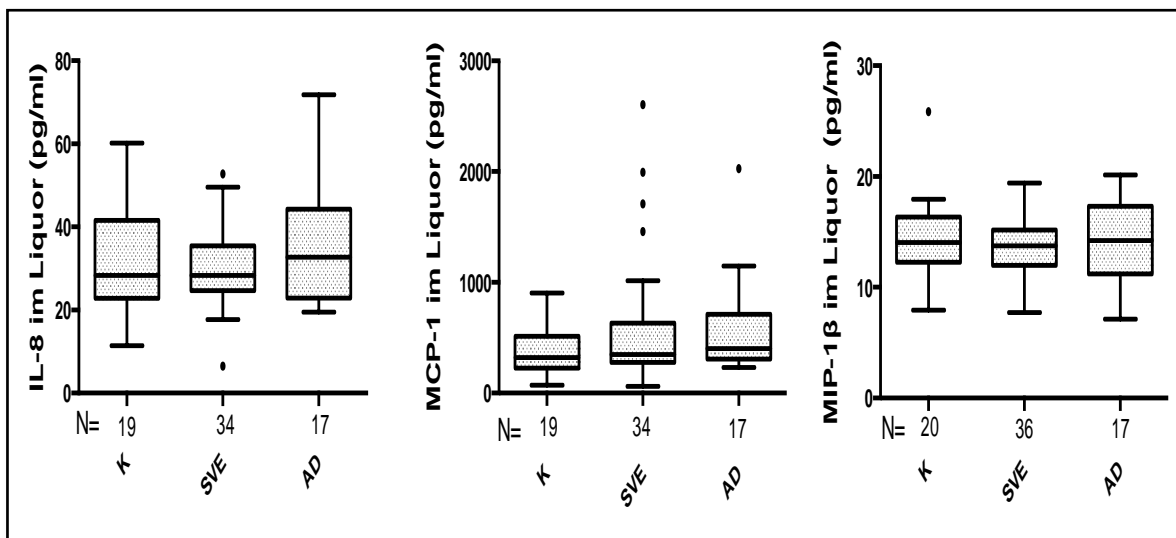 IL-8 im Liquor (pg/ml)
80
60
40
20
0
N= 19 34 17
K SVE AD
MCP-1 im Liquor (pg/ml)
3000
2000
1000
0
N= 19 34 17
K SVE AD
MIP-1β im Liquor (pg/ml)
30
20
10
0
N= 20 36 17
K SVE AD